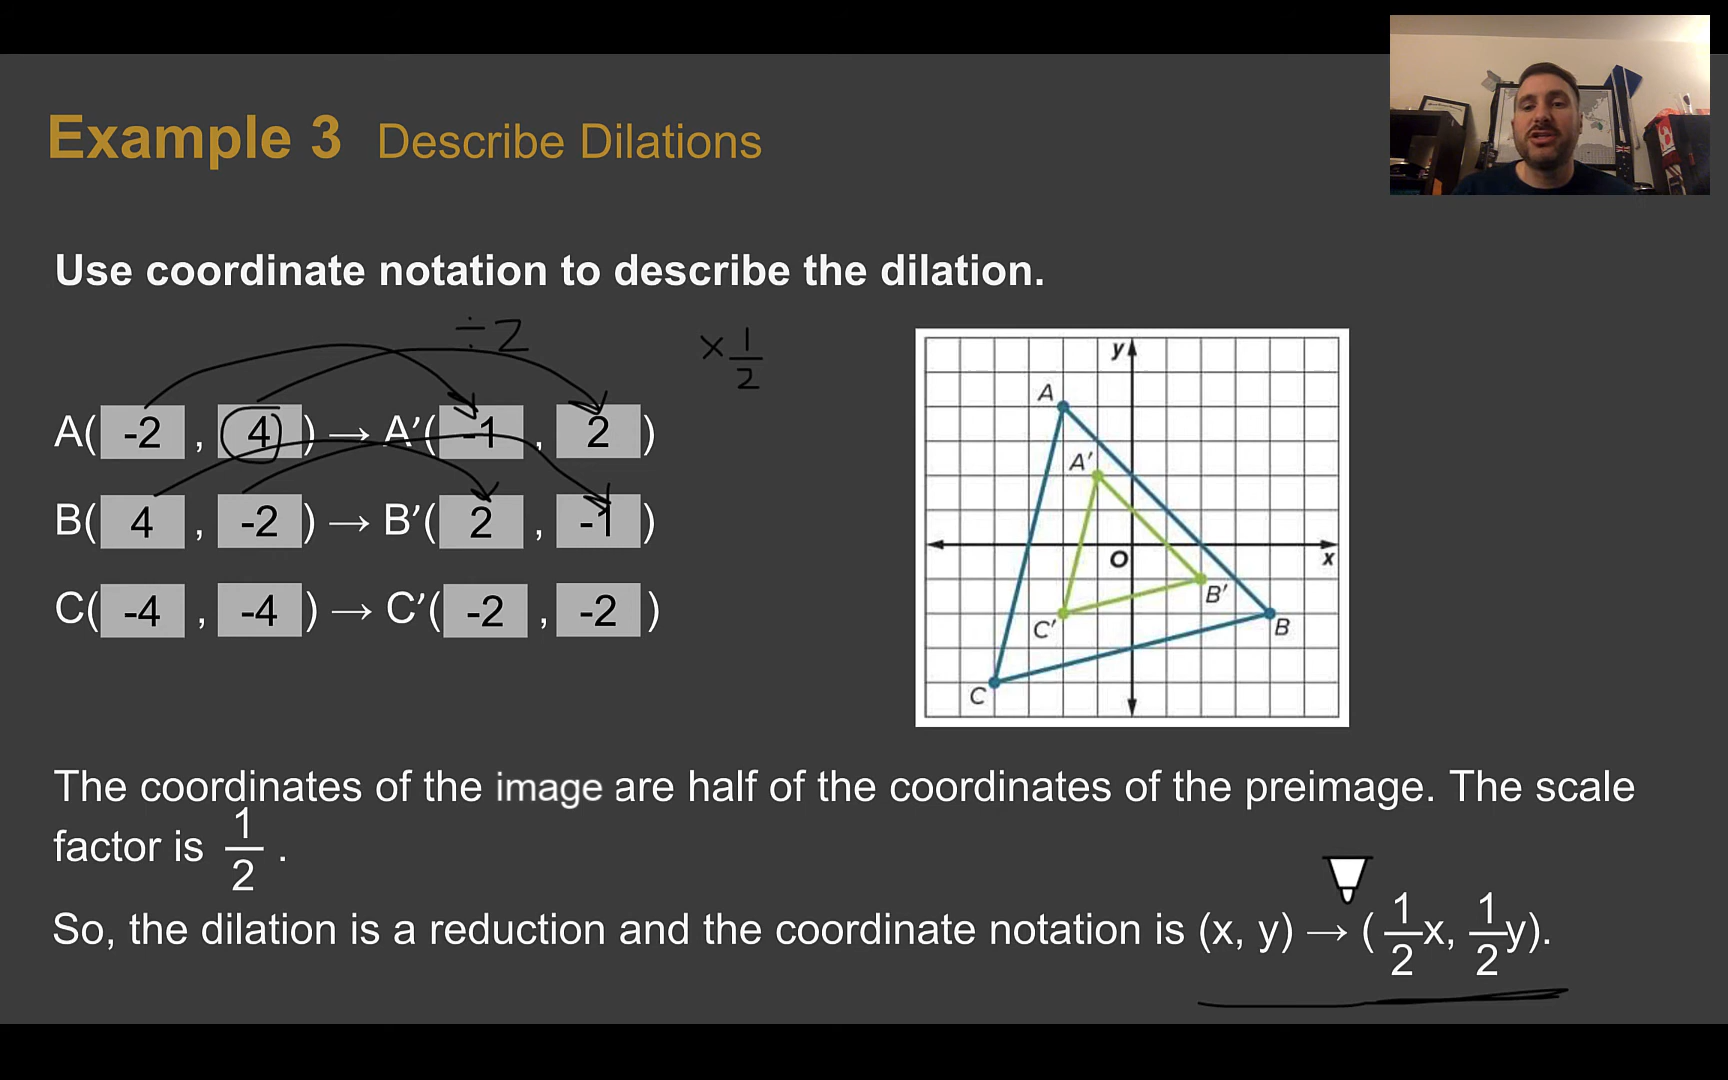 Example 3 Describe Dilations
Use coordinate notation to describe the dilation.
÷2 ×1/2
A( -2 , 4 ) → A′( -1 , 2 )
B( 4 , -2 ) → B′( 2 , -1 )
C( -4 , -4 ) → C′( -2 , -2 )
y
A
A′
O x
B′
C′ B
C
The coordinates of the image are half of the coordinates of the preimage. The scale
factor is 1/2 .
So, the dilation is a reduction and the coordinate notation is (x, y) → (1/2x, 1/2y).